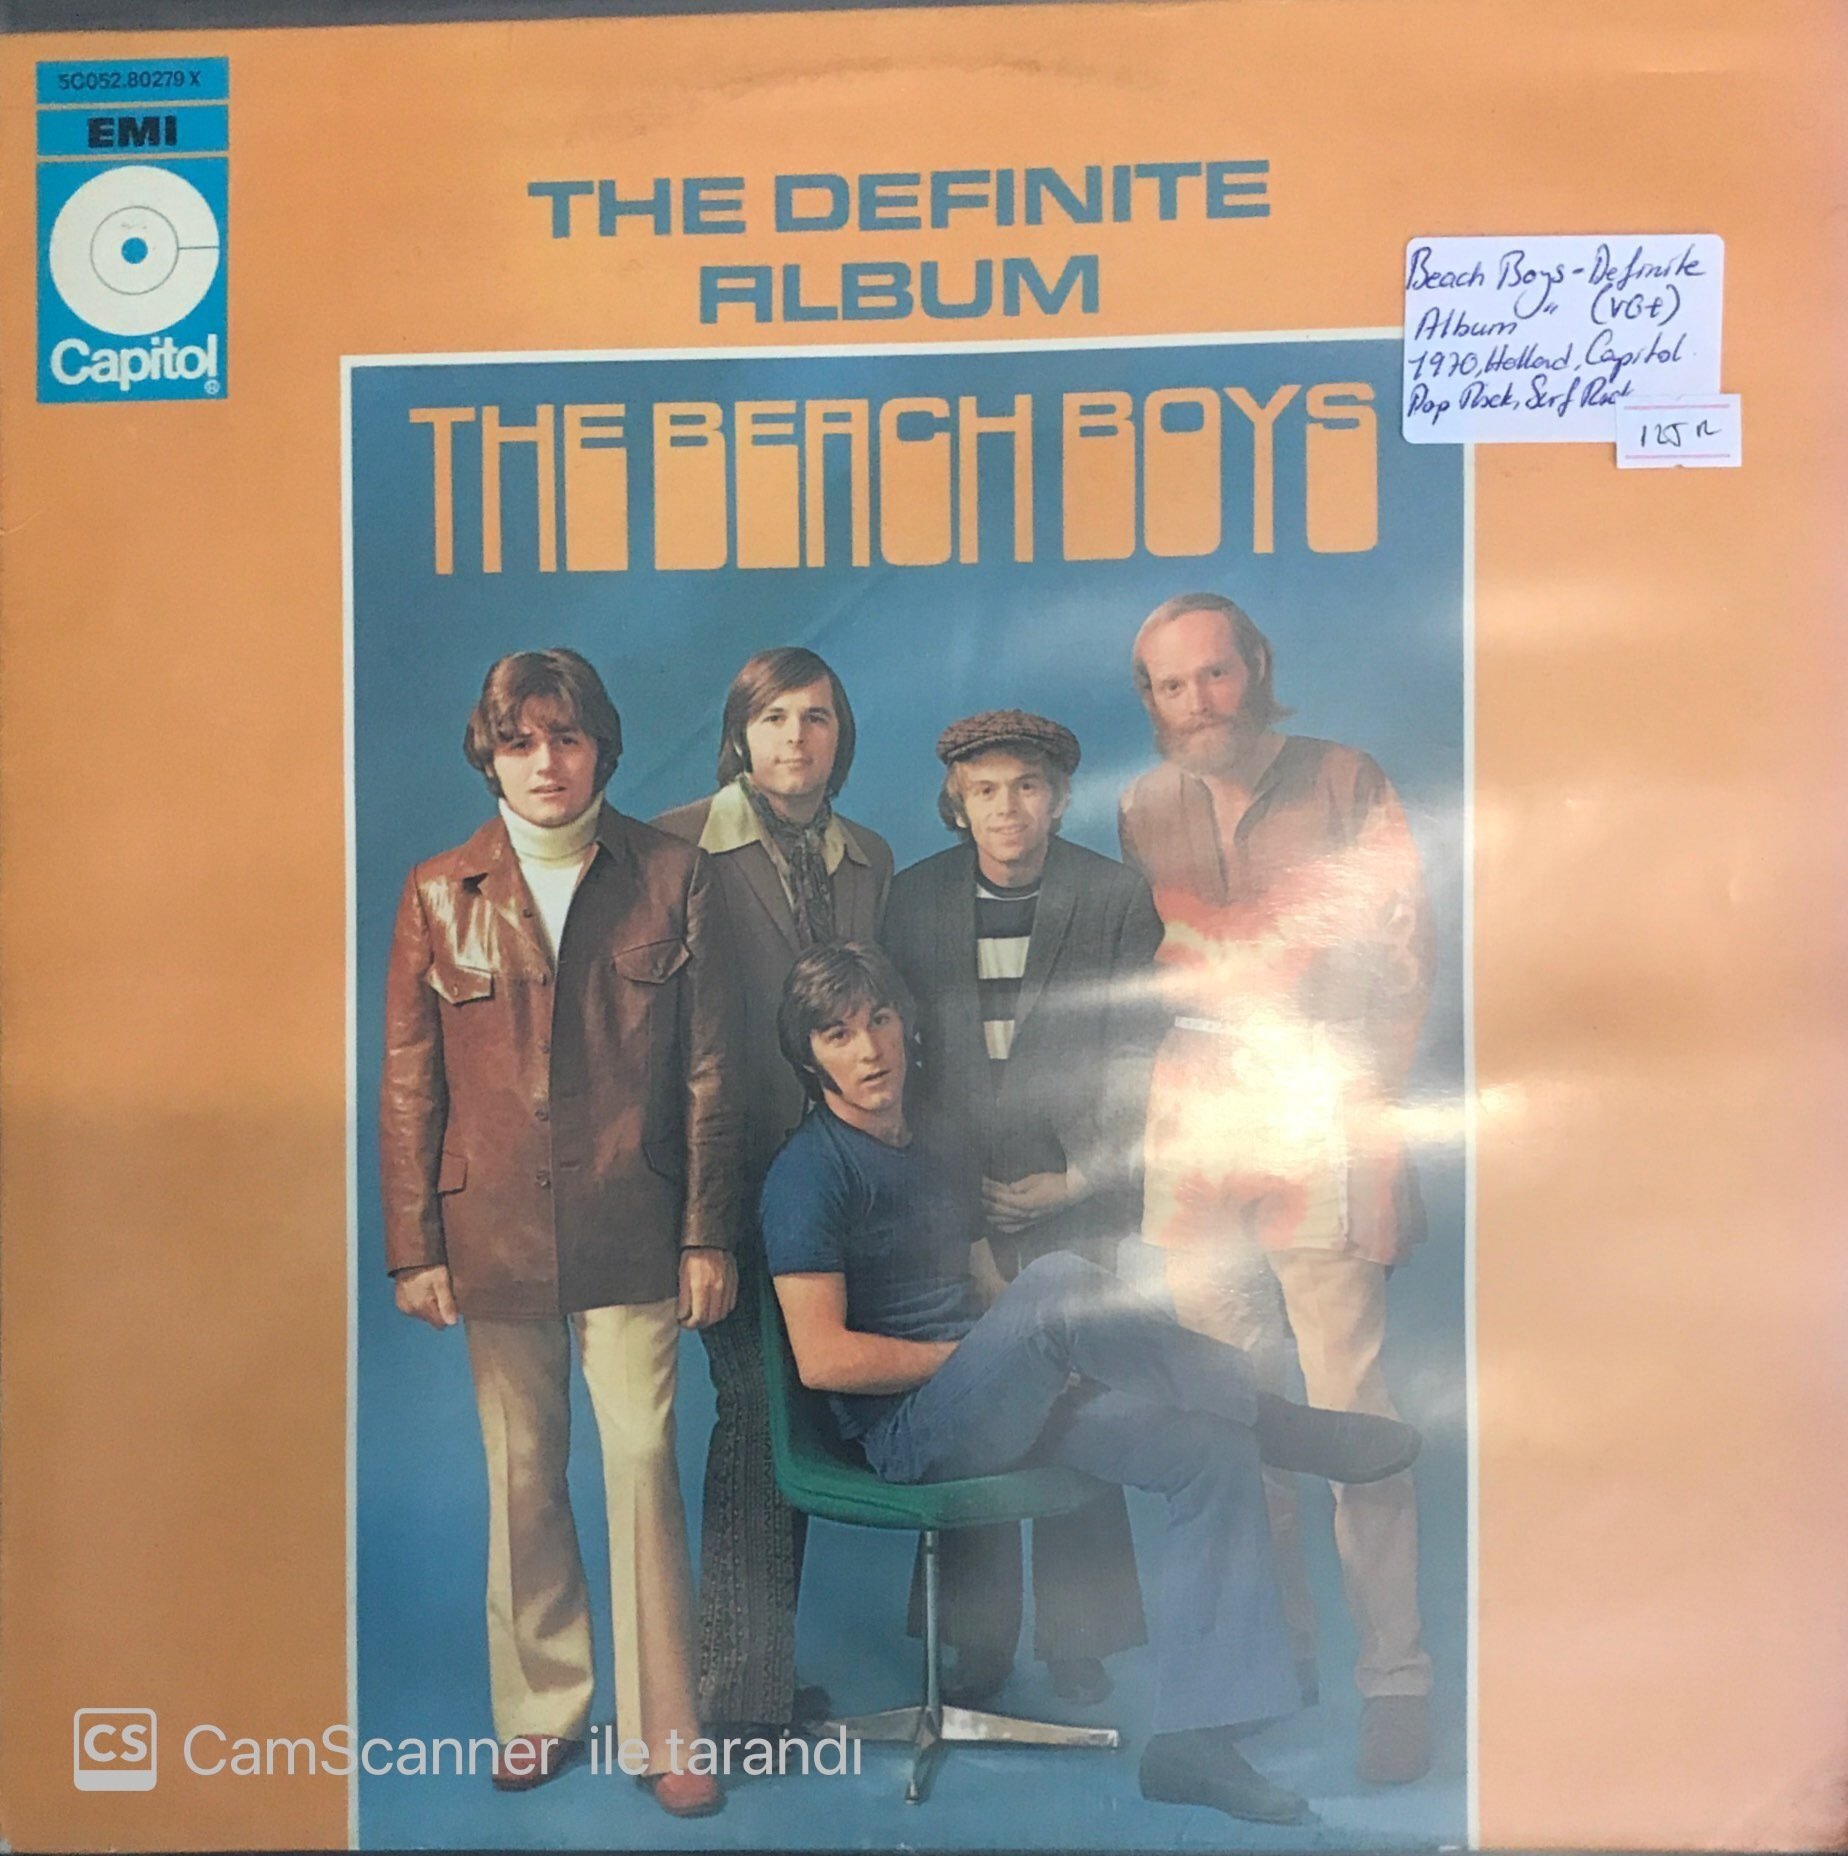 5C052.80279 X
EMI
Capitol®
THE DEFINITE
ALBUM
THE BEACH BOYS
Beach Boys - Definite
Album " (VG+)
1970, Holland, Capitol.
Pop Rock, Surf Rock
CS CamScanner ile tarandı